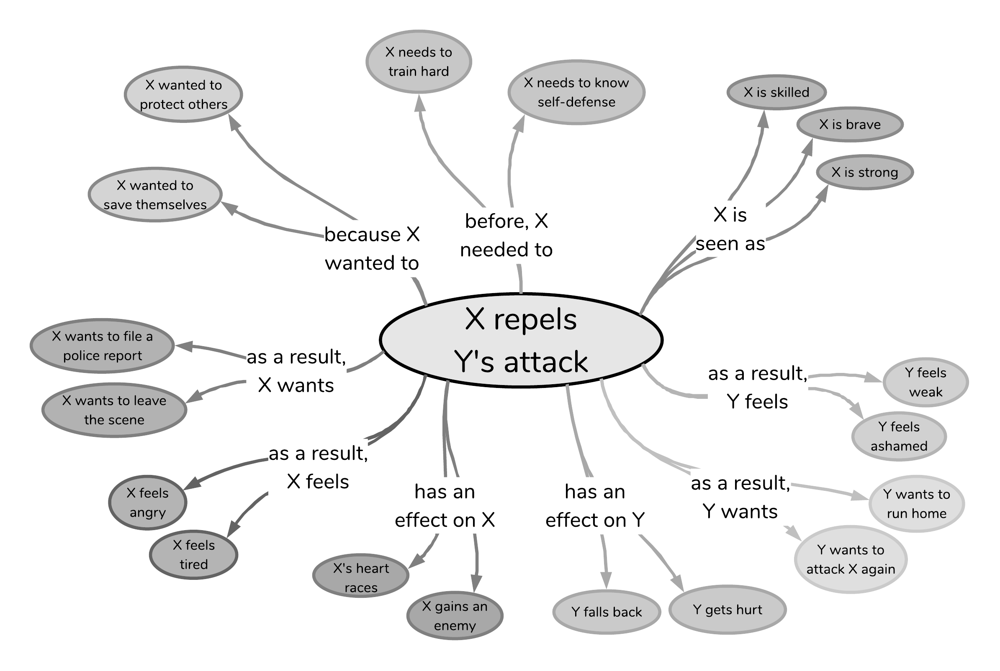 X needs to
train hard
X wanted to
protect others
X needs to know
self-defense
X is skilled
X is brave
X is strong
X wanted to
save themselves
because X
wanted to
before, X
needed to
X is
seen as
X repels
Y's attack
X wants to file a
police report
as a result,
X wants
X wants to leave
the scene
as a result,
Y feels
Y feels
weak
Y feels
ashamed
as a result,
X feels
X feels
angry
X feels
tired
has an
effect on X
X's heart
races
X gains an
enemy
has an
effect on Y
Y falls back
Y gets hurt
as a result,
Y wants
Y wants to
run home
Y wants to
attack X again